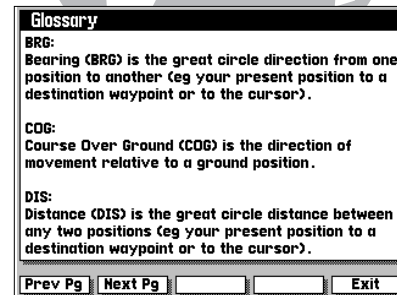 Glossary
BRG:
Bearing (BRG) is the great circle direction from one
position to another (eg your present position to a
destination waypoint or to the cursor).
COG:
Course Over Ground (COG) is the direction of
movement relative to a ground position.
DIS:
Distance (DIS) is the great circle distance between
any two positions (eg your present position to a
destination waypoint or to the cursor).
Prev Pg Next Pg Exit